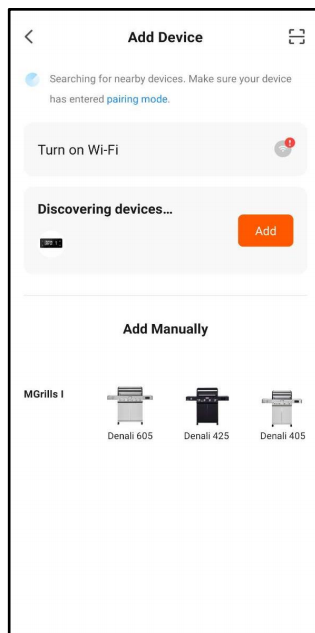 Add Device
Searching for nearby devices. Make sure your device
has entered pairing mode.
Turn on Wi-Fi
Discovering devices...
Add
Add Manually
MGrills I
Denali 605
Denali 425
Denali 405